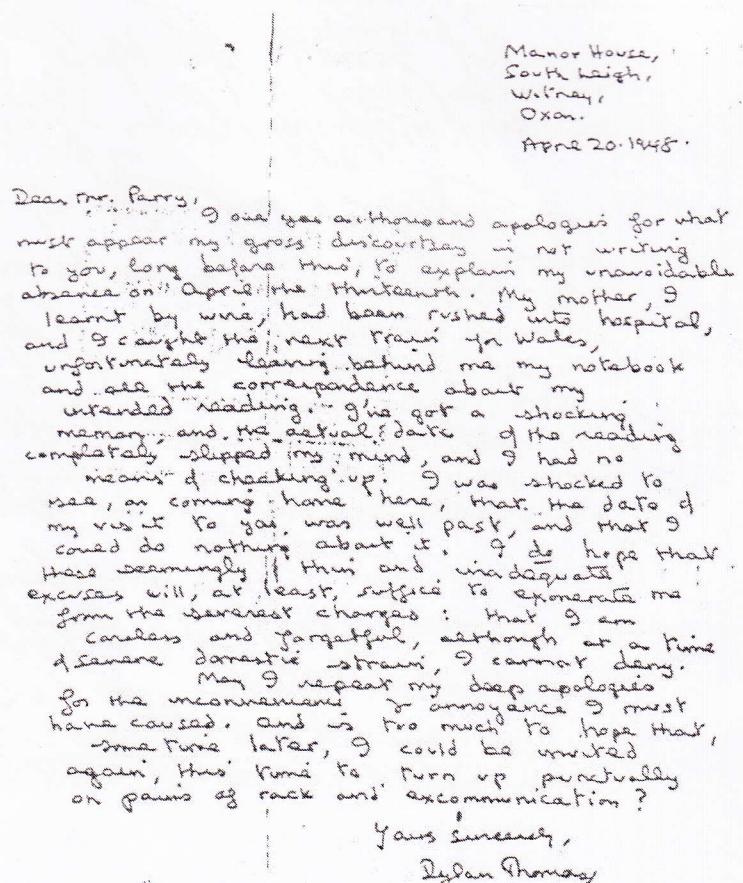 Manor House,
South Leigh,
Witney,
Oxon.
April 20. 1948.
Dear Mr. Parry,
I owe you a thousand apologies for what
must appear my gross discourtesy in not writing
to you, long before this, to explain my unavoidable
absence on April the thirteenth. My mother, I
learnt by wire, had been rushed into hospital,
and I caught the next train for Wales,
unfortunately leaving behind me my notebook
and all the correspondence about my
intended reading. I've got a shocking
memory, and the actual date of the reading
completely slipped my mind, and I had no
means of checking up. I was shocked to
see, on coming home here, that the date of
my visit to you was well past, and that I
could do nothing about it. I do hope that
these seemingly thin and inadequate
excuses will, at least, suffice to exonerate me
from the severest charges: that I am
careless and forgetful, although at a time
of severe domestic strain, I cannot deny.
May I repeat my deep apologies
for the inconvenience & annoyance I must
have caused. And is too much to hope that,
some time later, I could be invited
again, this time to turn up punctually
on pains of rack and excommunication?
Yours sincerely,
Dylan Thomas